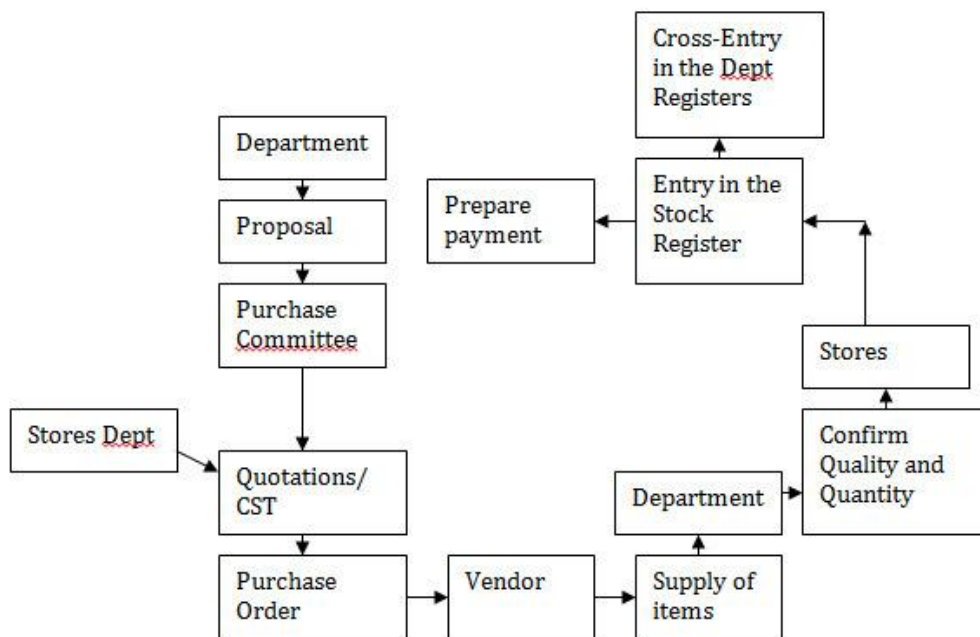 Cross-Entry
in the Dept
Registers
Department
Entry in the
Stock
Register
Prepare
payment
Proposal
Purchase
Committee
Stores
Stores Dept
Confirm
Quality and
Quantity
Quotations/
CST
Department
Purchase
Order
Vendor
Supply of
items